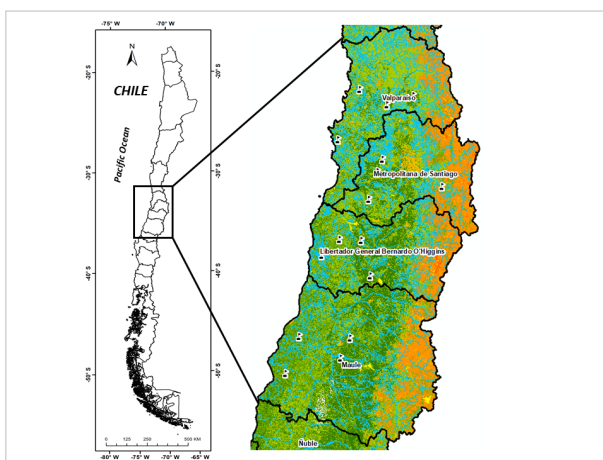 -75° W -70° W
N
CHILE
Pacific Ocean
-20° S
-20° S
-30° S
-30° S
-40° S
-40° S
-50° S
-50° S
0 125 250 500 KM
-80° W -75° W -70° W -65° W
Valparaiso
Metropolitana de Santiago
Libertador General Bernardo O'Higgins
Maule
Ñuble